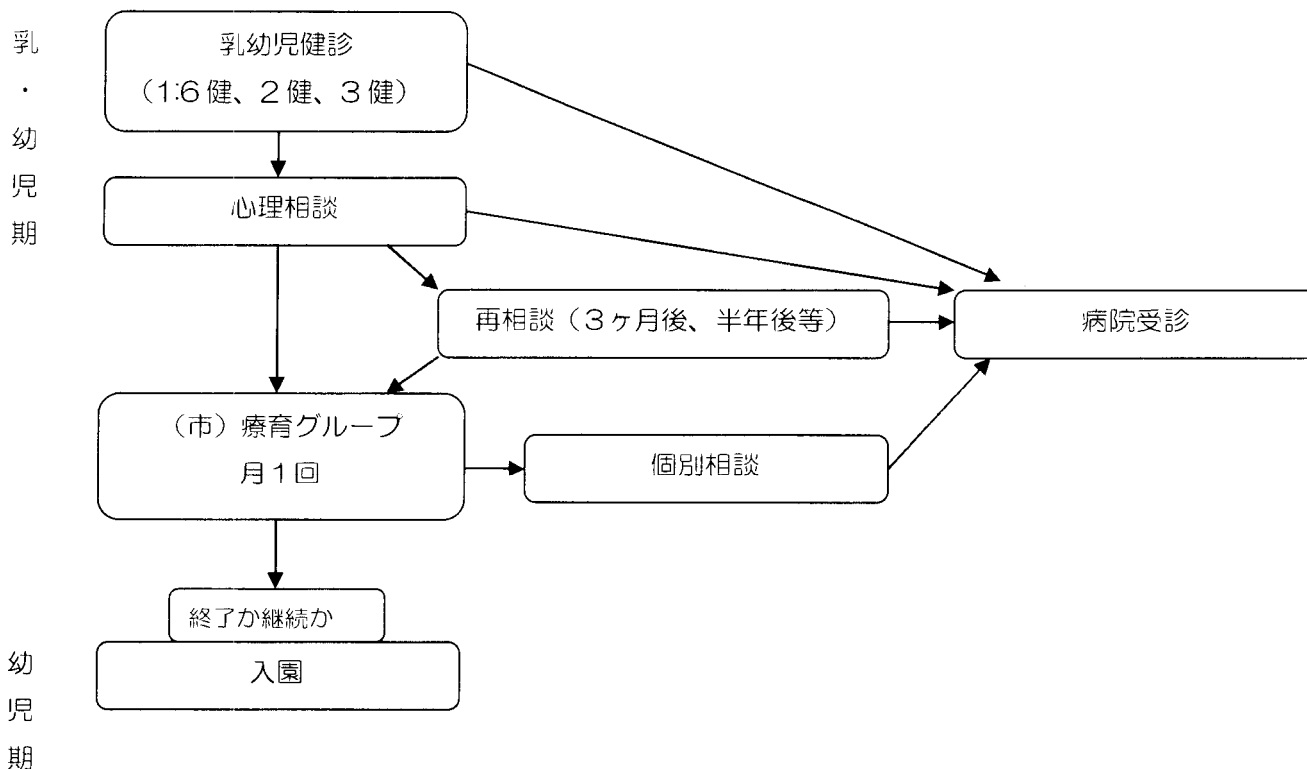 乳・幼児期
乳幼児健診
（1:6健、2健、3健）
心理相談
再相談（3ヶ月後、半年後等）
病院受診
（市）療育グループ
月1回
個別相談
終了か継続か
入園
幼児期